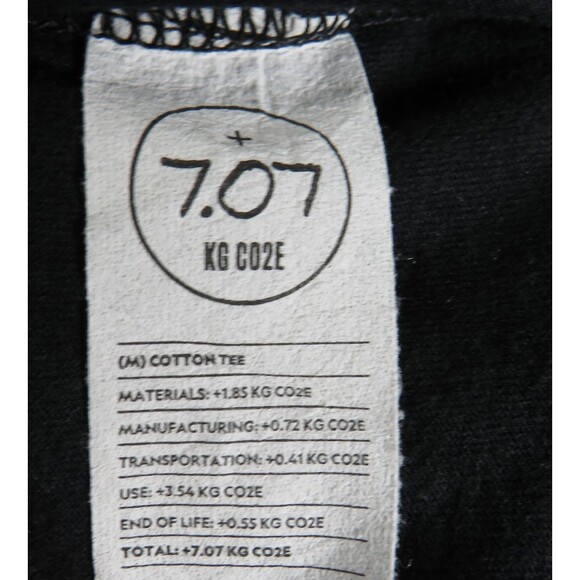 +
7.07
KG CO2E
(M) COTTON TEE
MATERIALS: +1.85 KG CO2E
MANUFACTURING: +0.72 KG CO2E
TRANSPORTATION: +0.41 KG CO2E
USE: +3.54 KG CO2E
END OF LIFE: +0.55 KG CO2E
TOTAL: +7.07 KG CO2E